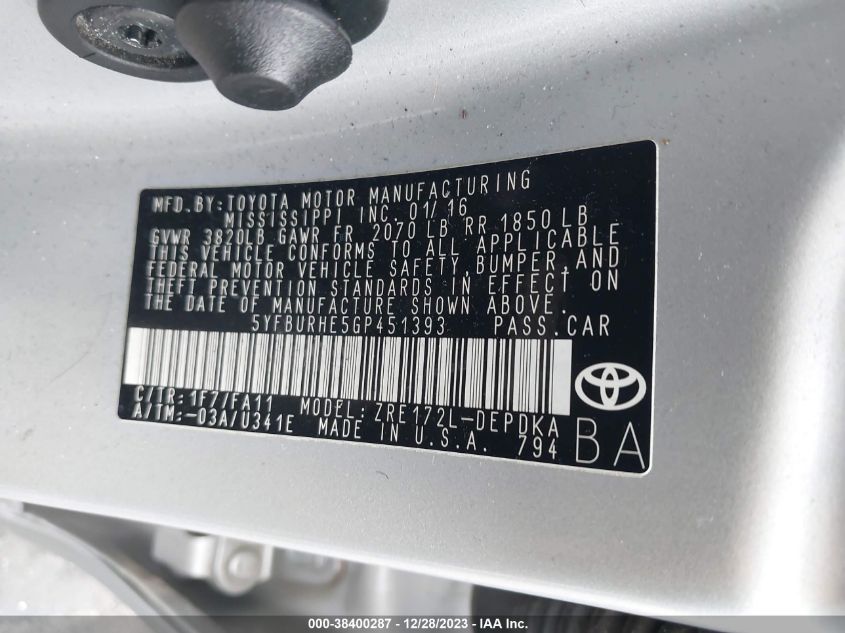 MFD. BY: TOYOTA MOTOR MANUFACTURING
MISSISSIPPI INC. 01/16
GVWR 3820LB GAWR FR 2070 LB RR 1850 LB
THIS VEHICLE CONFORMS TO ALL APPLICABLE
FEDERAL MOTOR VEHICLE SAFETY, BUMPER, AND
THEFT PREVENTION STANDARDS IN EFFECT ON
THE DATE OF MANUFACTURE SHOWN ABOVE.
5YFBURHE5GP451393 PASS. CAR
C/TR: 1F7/FA11 MODEL: ZRE172L-DEPDKA
A/TM: -03A/U341E MADE IN U.S.A. 794
BA
000-38400287 - 12/28/2023 - IAA Inc.